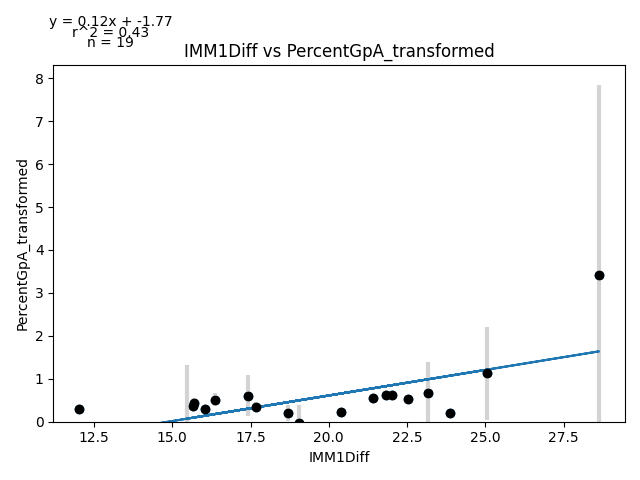 y = 0.12x + -1.77
r^2 = 0.43
n = 19
IMM1Diff vs PercentGpA_transformed
PercentGpA_transformed
8
7
6
5
4
3
2
1
0
12.5 15.0 17.5 20.0 22.5 25.0 27.5
IMM1Diff